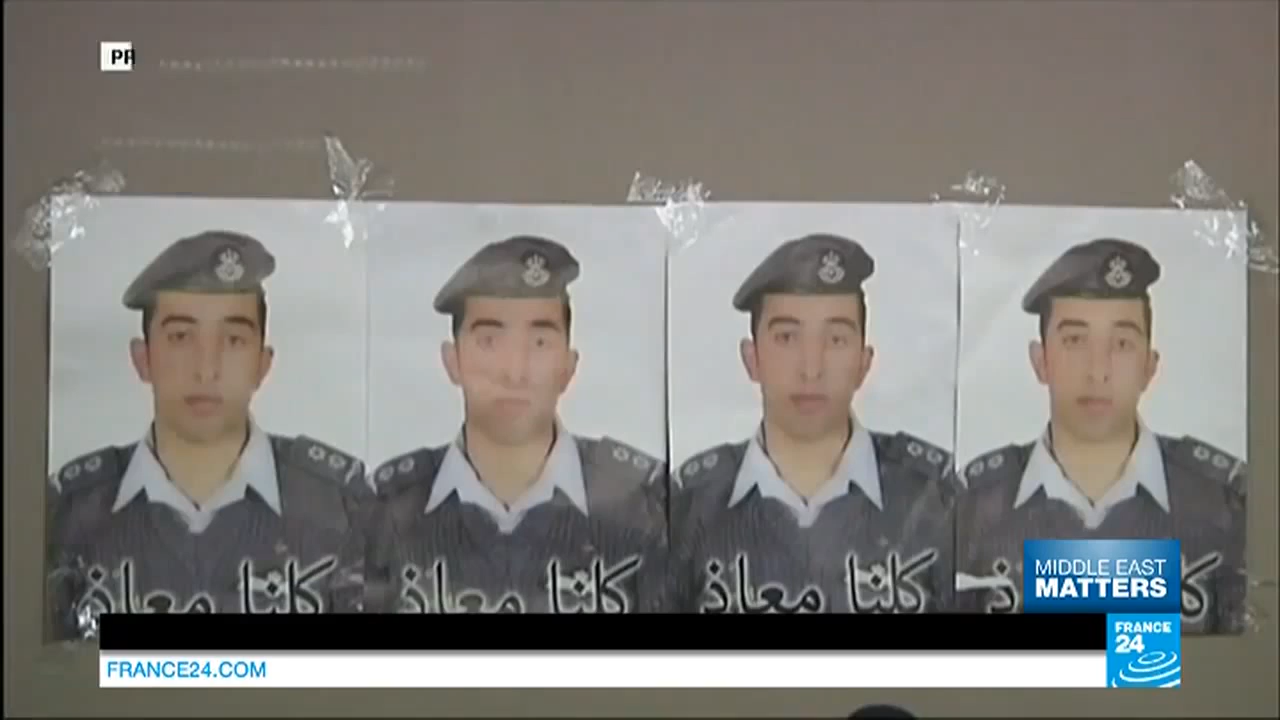 PR
كلنا معاذ
كلنا معاذ
كلنا معاذ
MIDDLE EAST
MATTERS
FRANCE
24
FRANCE24.COM